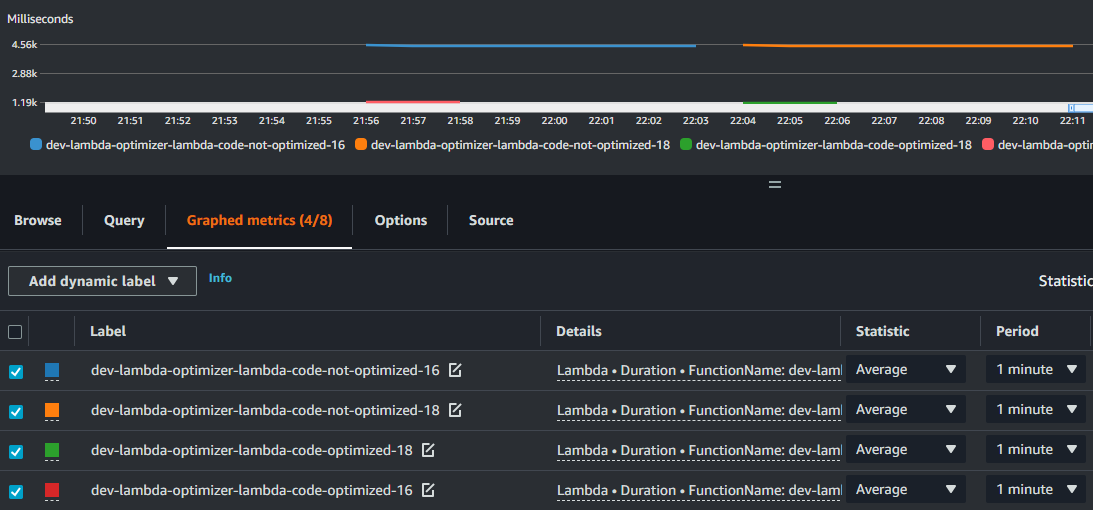 Milliseconds
4.56k
2.88k
1.19k
21:50 21:51 21:52 21:53 21:54 21:55 21:56 21:57 21:58 21:59 22:00 22:01 22:02 22:03 22:04 22:05 22:06 22:07 22:08 22:09 22:10 22:11
dev-lambda-optimizer-lambda-code-not-optimized-16 dev-lambda-optimizer-lambda-code-not-optimized-18 dev-lambda-optimizer-lambda-code-optimized-18 dev-lambda-opti
Browse Query Graphed metrics (4/8) Options Source
Add dynamic label Info Statistic
Label Details Statistic Period
dev-lambda-optimizer-lambda-code-not-optimized-16 Lambda • Duration • FunctionName: dev-lam Average 1 minute
dev-lambda-optimizer-lambda-code-not-optimized-18 Lambda • Duration • FunctionName: dev-lam Average 1 minute
dev-lambda-optimizer-lambda-code-optimized-18 Lambda • Duration • FunctionName: dev-lam Average 1 minute
dev-lambda-optimizer-lambda-code-optimized-16 Lambda • Duration • FunctionName: dev-lam Average 1 minute